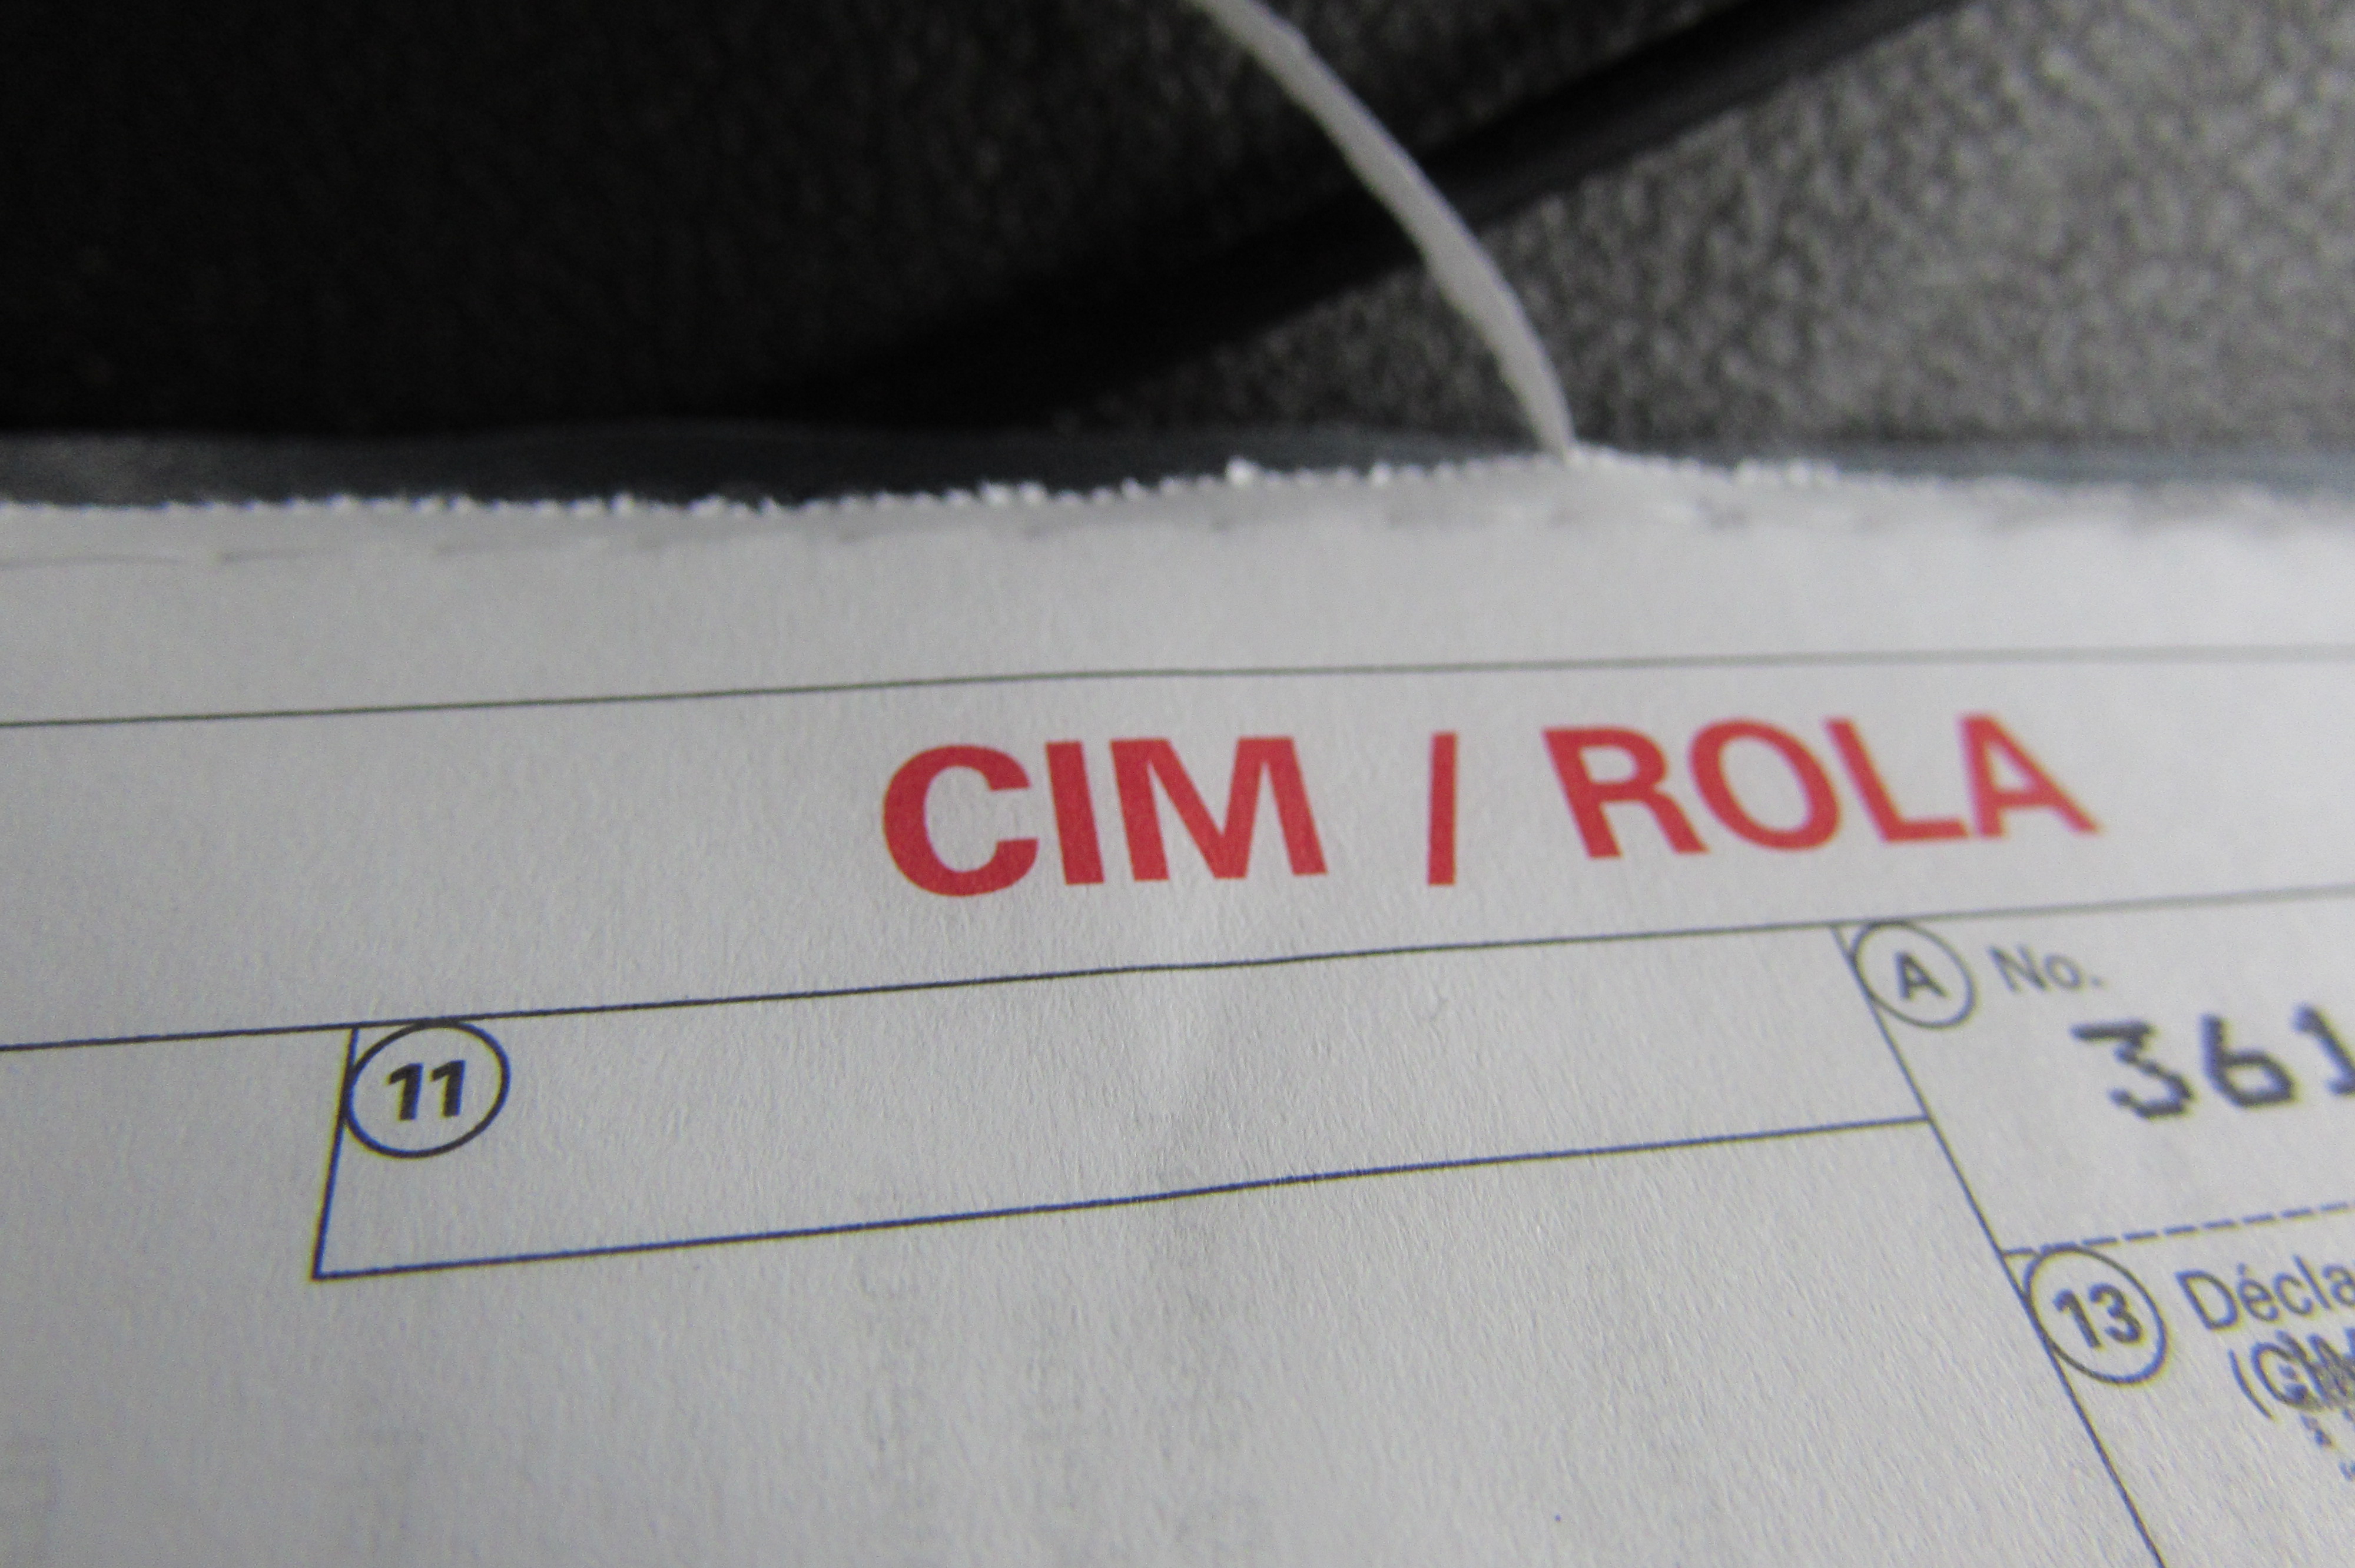 CIM / ROLA
11
A No.
361
13 Décla